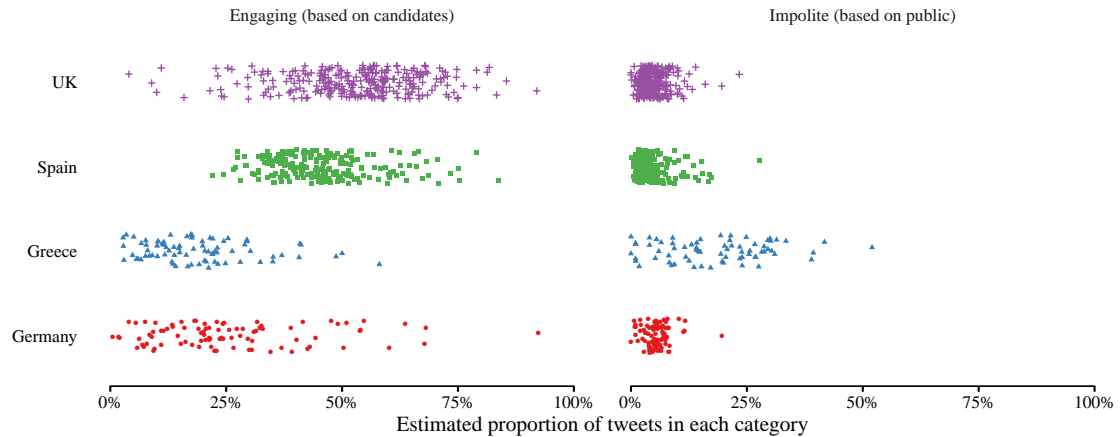 Engaging (based on candidates) Impolite (based on public)
UK
Spain
Greece
Germany
0% 25% 50% 75% 100% 0% 25% 50% 75% 100%
Estimated proportion of tweets in each category